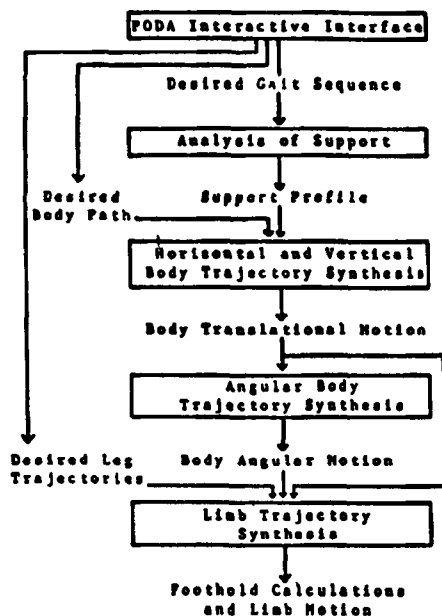 PODA Interactive Interface
Desired Gait Sequence
Analysis of Support
Desired
Body Path
Support Profile
Horizontal and Vertical
Body Trajectory Synthesis
Body Translational Motion
Angular Body
Trajectory Synthesis
Desired Leg
Trajectories
Body Angular Motion
Limb Trajectory
Synthesis
Foothold Calculations
and Limb Motion